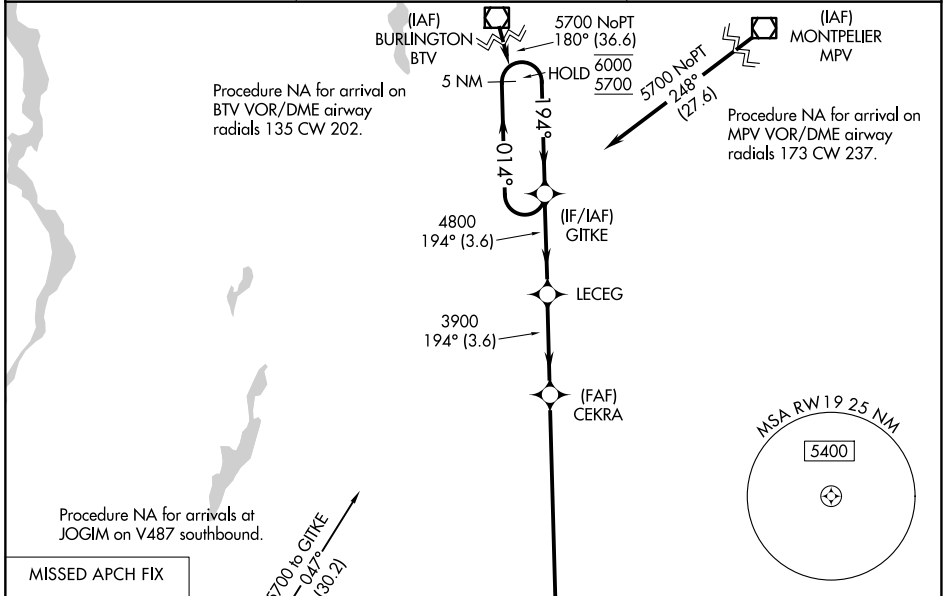 (IAF)
BURLINGTON
BTV
5700 NoPT
180° (36.6)
(IAF)
MONTPELIER
MPV
5 NM
HOLD 6000
5700
5700 NoPT
248°
(27.6)
Procedure NA for arrival on
BTV VOR/DME airway
radials 135 CW 202.
Procedure NA for arrival on
MPV VOR/DME airway
radials 173 CW 237.
194°
014°
(IF/IAF)
GITKE
4800
194° (3.6)
LECEG
3900
194° (3.6)
(FAF)
CEKRA
MSA RW19 25 NM
5400
Procedure NA for arrivals at
JOGIM on V487 southbound.
5700 to GITKE
047°
(30.2)
MISSED APCH FIX